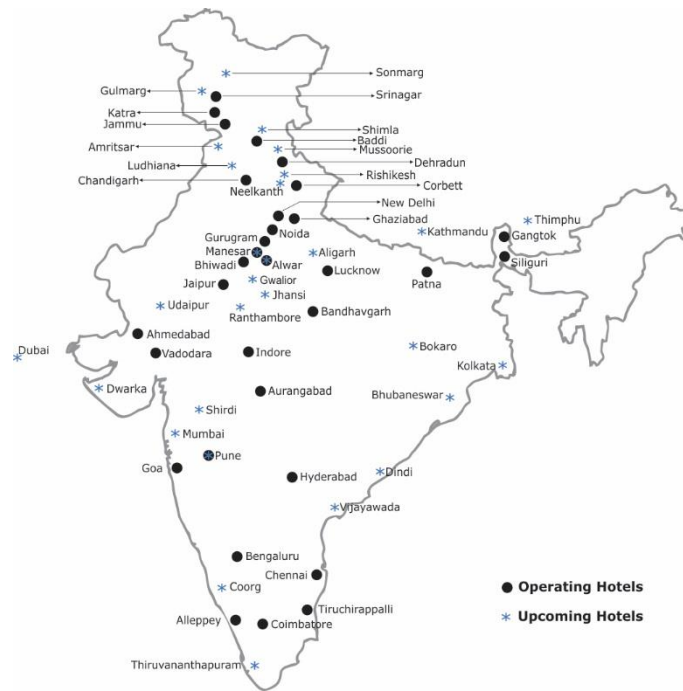 Sonmarg
Gulmarg
Srinagar
Katra
Jammu
Shimla
Baddi
Amritsar
Mussoorie
Ludhiana
Dehradun
Rishikesh
Chandigarh
Neelkanth
Corbett
New Delhi
Ghaziabad
Thimphu
Noida
Kathmandu
Gangtok
Gurugram
Manesar
Aligarh
Siliguri
Bhiwadi
Alwar
Lucknow
Patna
Gwalior
Jaipur
Jhansi
Udaipur
Ranthambore
Bandhavgarh
Ahmedabad
Bokaro
Dubai
Vadodara
Indore
Kolkata
Dwarka
Aurangabad
Bhubaneswar
Shirdi
Mumbai
Pune
Goa
Hyderabad
Dindi
Vijayawada
Bengaluru
Chennai
Coorg
Operating Hotels
Tiruchirappalli
Upcoming Hotels
Alleppey
Coimbatore
Thiruvananthapuram